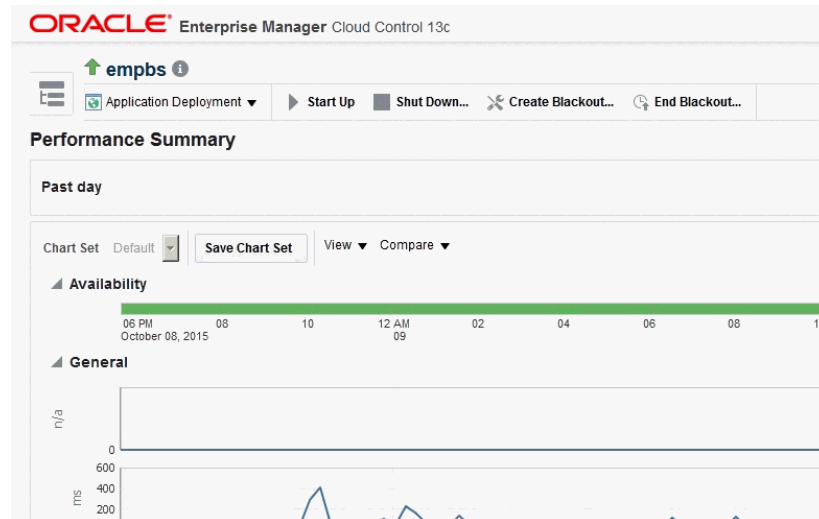 ORACLE® Enterprise Manager Cloud Control 13c
empbs
Application Deployment Start Up Shut Down... Create Blackout... End Blackout...
Performance Summary
Past day
Chart Set Default Save Chart Set View Compare
Availability
06 PM 08 10 12 AM 02 04 06 08 1
October 08, 2015 09
General
n/a
0
600
ms
400
200